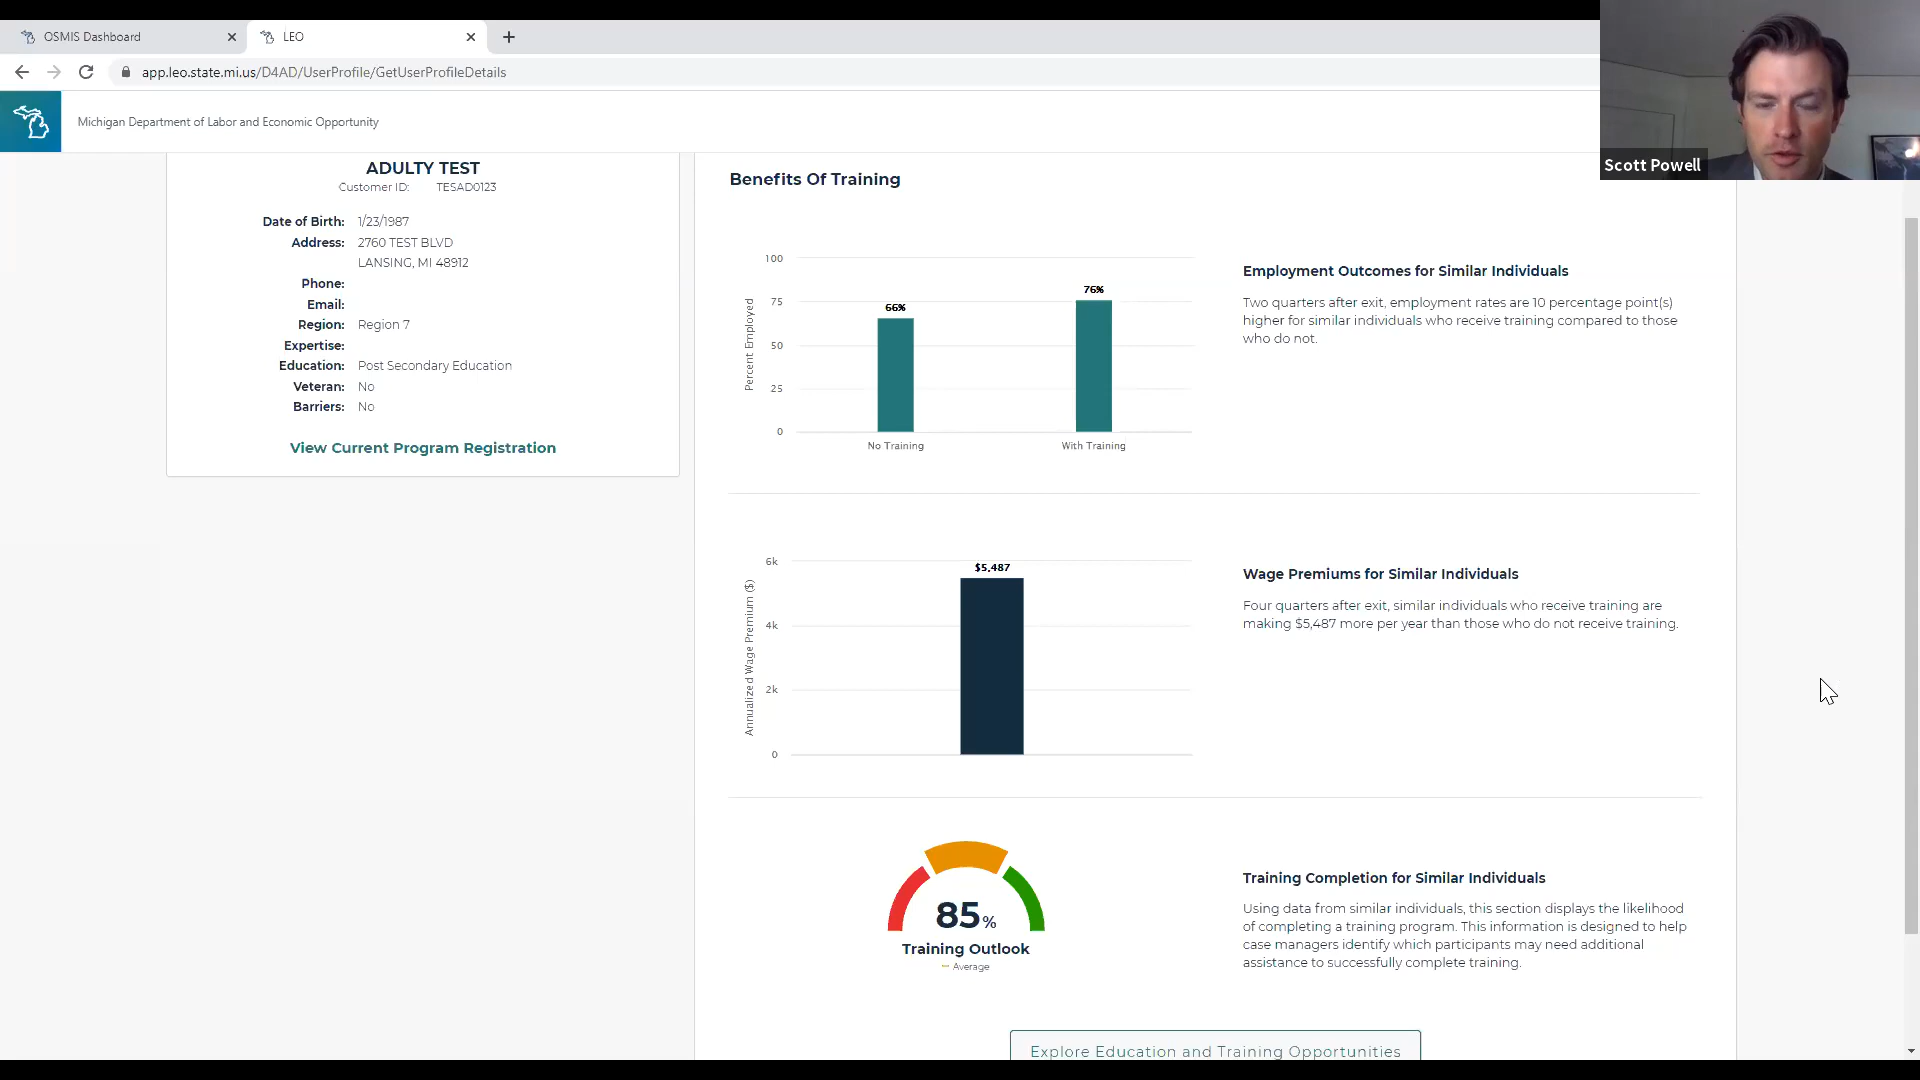 OSMIS Dashboard
LEO
app.leo.state.mi.us/D4AD/UserProfile/GetUserProfileDetails
Michigan Department of Labor and Economic Opportunity
Scott Powell
ADULTY TEST
Customer ID: TESAD0123
Date of Birth: 1/23/1987
Address: 2760 TEST BLVD
LANSING, MI 48912
Phone:
Email:
Region: Region 7
Expertise:
Education: Post Secondary Education
Veteran: No
Barriers: No
View Current Program Registration
Benefits Of Training
Percent Employed
100
75
50
25
0
66%
76%
No Training
With Training
Employment Outcomes for Similar Individuals
Two quarters after exit, employment rates are 10 percentage point(s)
higher for similar individuals who receive training compared to those
who do not.
Annualized Wage Premium ($)
6k
4k
2k
0
$5,487
Wage Premiums for Similar Individuals
Four quarters after exit, similar individuals who receive training are
making $5,487 more per year than those who do not receive training.
85%
Training Outlook
Average
Training Completion for Similar Individuals
Using data from similar individuals, this section displays the likelihood
of completing a training program. This information is designed to help
case managers identify which participants may need additional
assistance to successfully complete training.
Explore Education and Training Opportunities